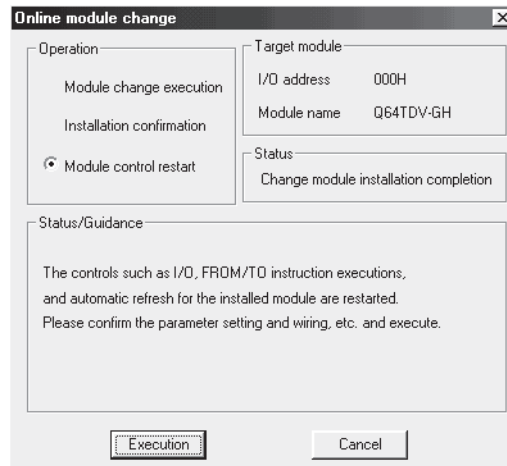 Online module change
Operation
Module change execution
Installation confirmation
Module control restart
Target module
I/O address 000H
Module name Q64TDV-GH
Status
Change module installation completion
Status/Guidance
The controls such as I/O, FROM/TO instruction executions,
and automatic refresh for the installed module are restarted.
Please confirm the parameter setting and wiring, etc. and execute.
Execution Cancel